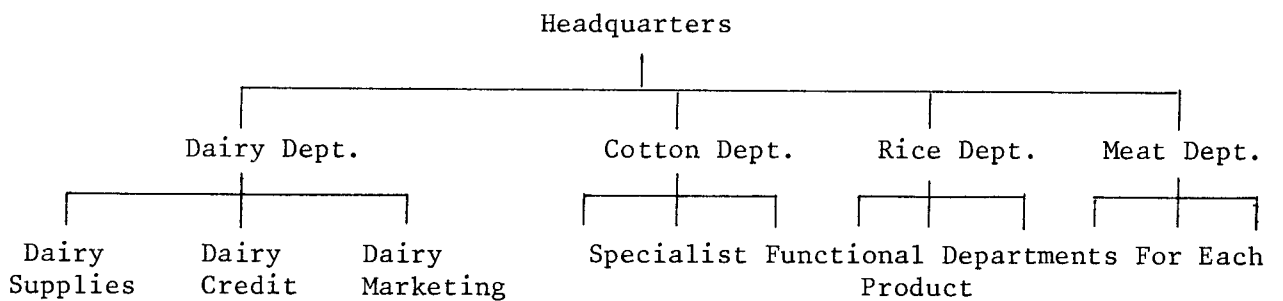 Headquarters
Dairy Dept. Cotton Dept. Rice Dept. Meat Dept.
Dairy Supplies
Dairy Credit
Dairy Marketing
Specialist Functional Departments For Each
Product